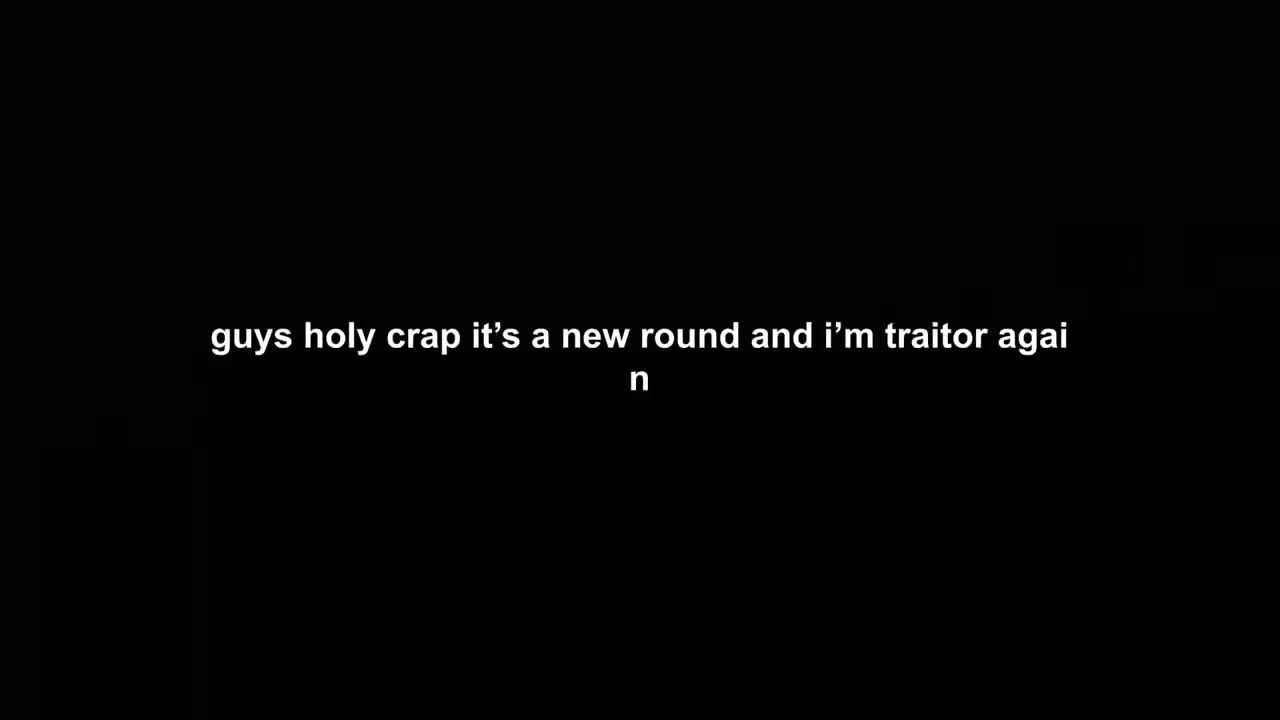 guys holy crap it’s a new round and i’m traitor agai
n